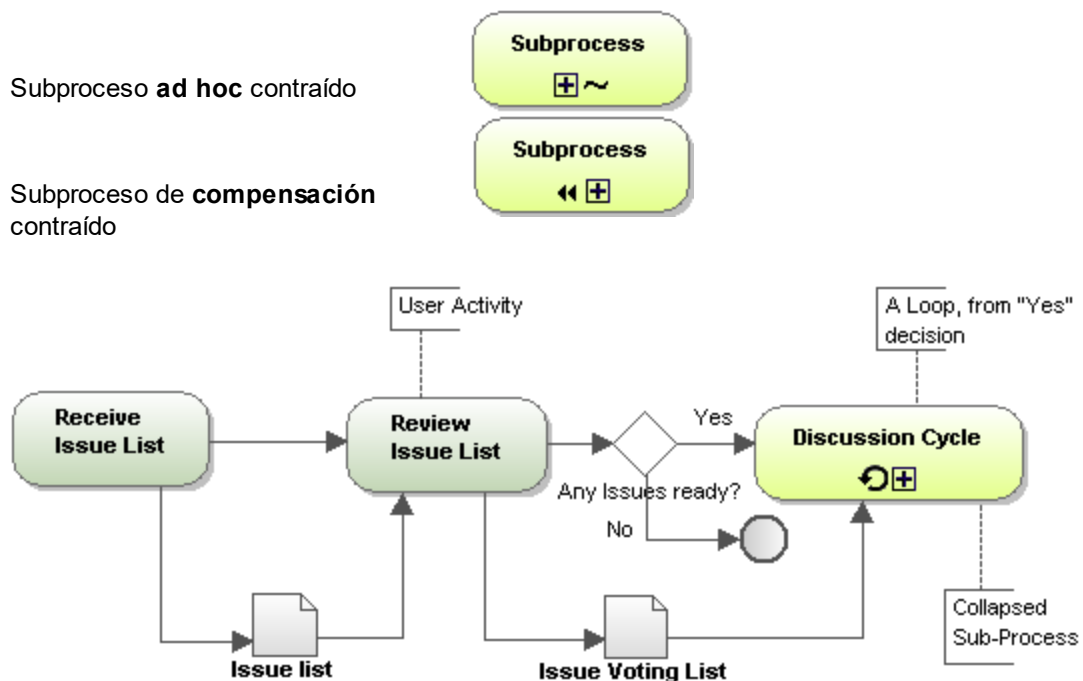 Subprocess
Subproceso ad hoc contraído
Subprocess
Subproceso de compensación
contraído
User Activity
A Loop, from "Yes"
decision
Receive
Issue List
Review
Issue List
Yes
Discussion Cycle
Any Issues ready?
No
Collapsed
Sub-Process
Issue list
Issue Voting List